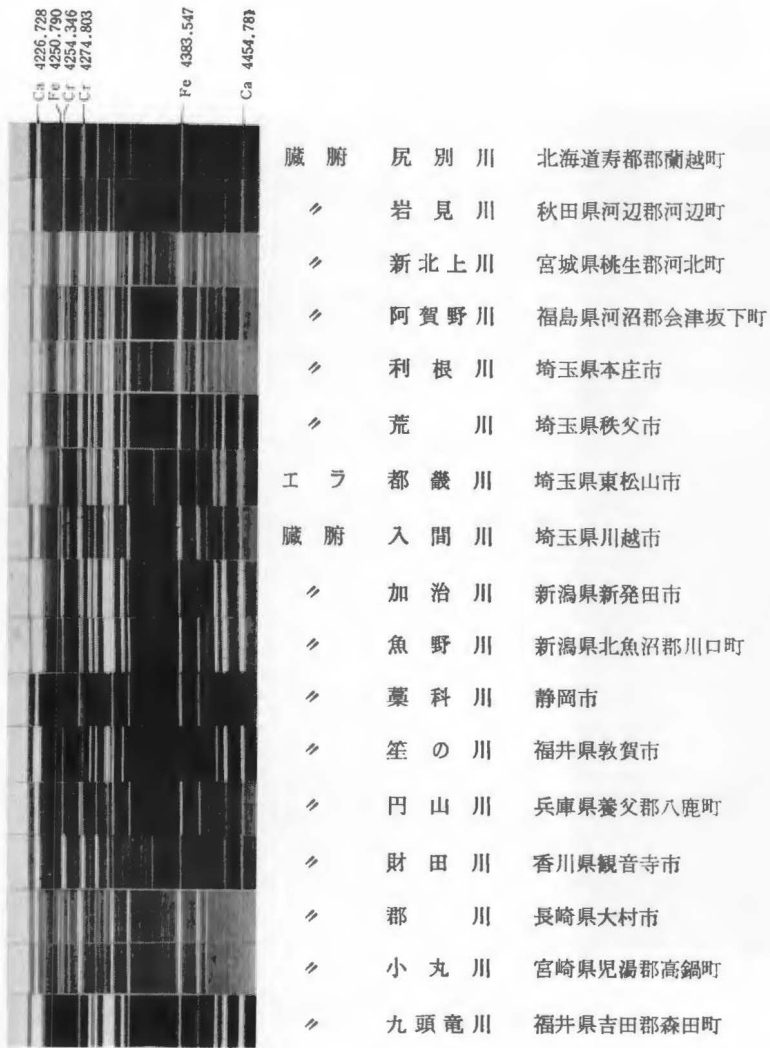 Ca 4226.728
Fe 4250.790
Cr 4254.346
Cr 4274.803
Fe 4383.547
Ca 4454.781
臓腑 尻別川 北海道寿都郡蘭越町
〃 岩見川 秋田県河辺郡河辺町
〃 新北上川 宮城県桃生郡河北町
〃 阿賀野川 福島県河沼郡会津坂下町
〃 利根川 埼玉県本庄市
〃 荒川 埼玉県秩父市
エラ 都幾川 埼玉県東松山市
臓腑 入間川 埼玉県川越市
〃 加治川 新潟県新発田市
〃 魚野川 新潟県北魚沼郡川口町
〃 藁科川 静岡市
〃 笙の川 福井県敦賀市
〃 円山川 兵庫県養父郡八鹿町
〃 財田川 香川県観音寺市
〃 郡川 長崎県大村市
〃 小丸川 宮崎県児湯郡高鍋町
〃 九頭竜川 福井県吉田郡森田町